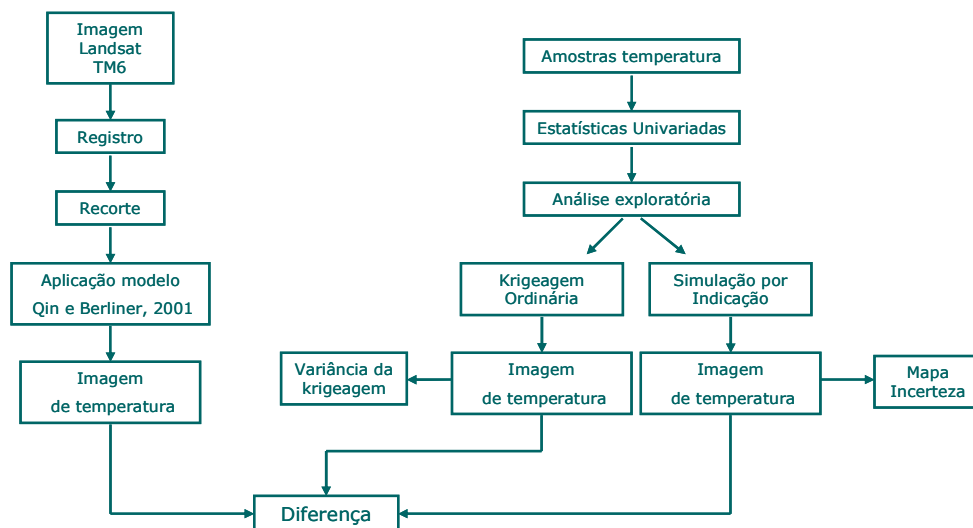 Imagem
Landsat
TM6
Registro
Recorte
Aplicação modelo
Qin e Berliner, 2001
Imagem
de temperatura
Amostras temperatura
Estatísticas Univariadas
Análise exploratória
Krigeagem
Ordinária
Simulação por
Indicação
Variância da
krigeagem
Imagem
de temperatura
Imagem
de temperatura
Mapa
Incerteza
Diferença